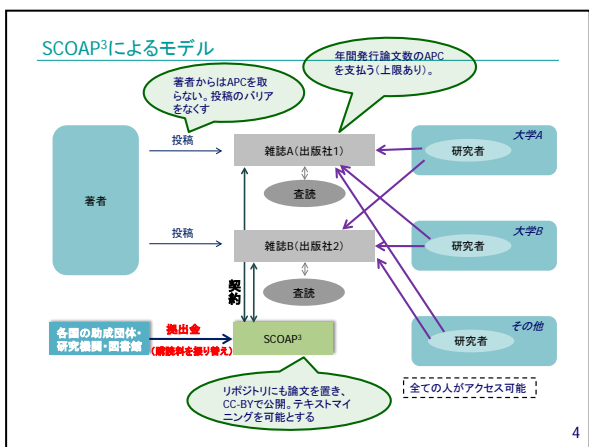 SCOAP³によるモデル
年間発行論文数のAPC
を支払う(上限あり)。
著者からはAPCを取
らない。投稿のバリア
をなくす
投稿
雑誌A(出版社1)
大学A
研究者
査読
著者
大学B
研究者
投稿
雑誌B(出版社2)
契約
査読
その他
研究者
各国の助成団体・
研究機関・図書館
拠出金
(購読料を振り替え)
SCOAP³
リポジトリにも論文を置き、
CC-BYで公開。テキストマイ
ニングを可能とする
全ての人がアクセス可能
4